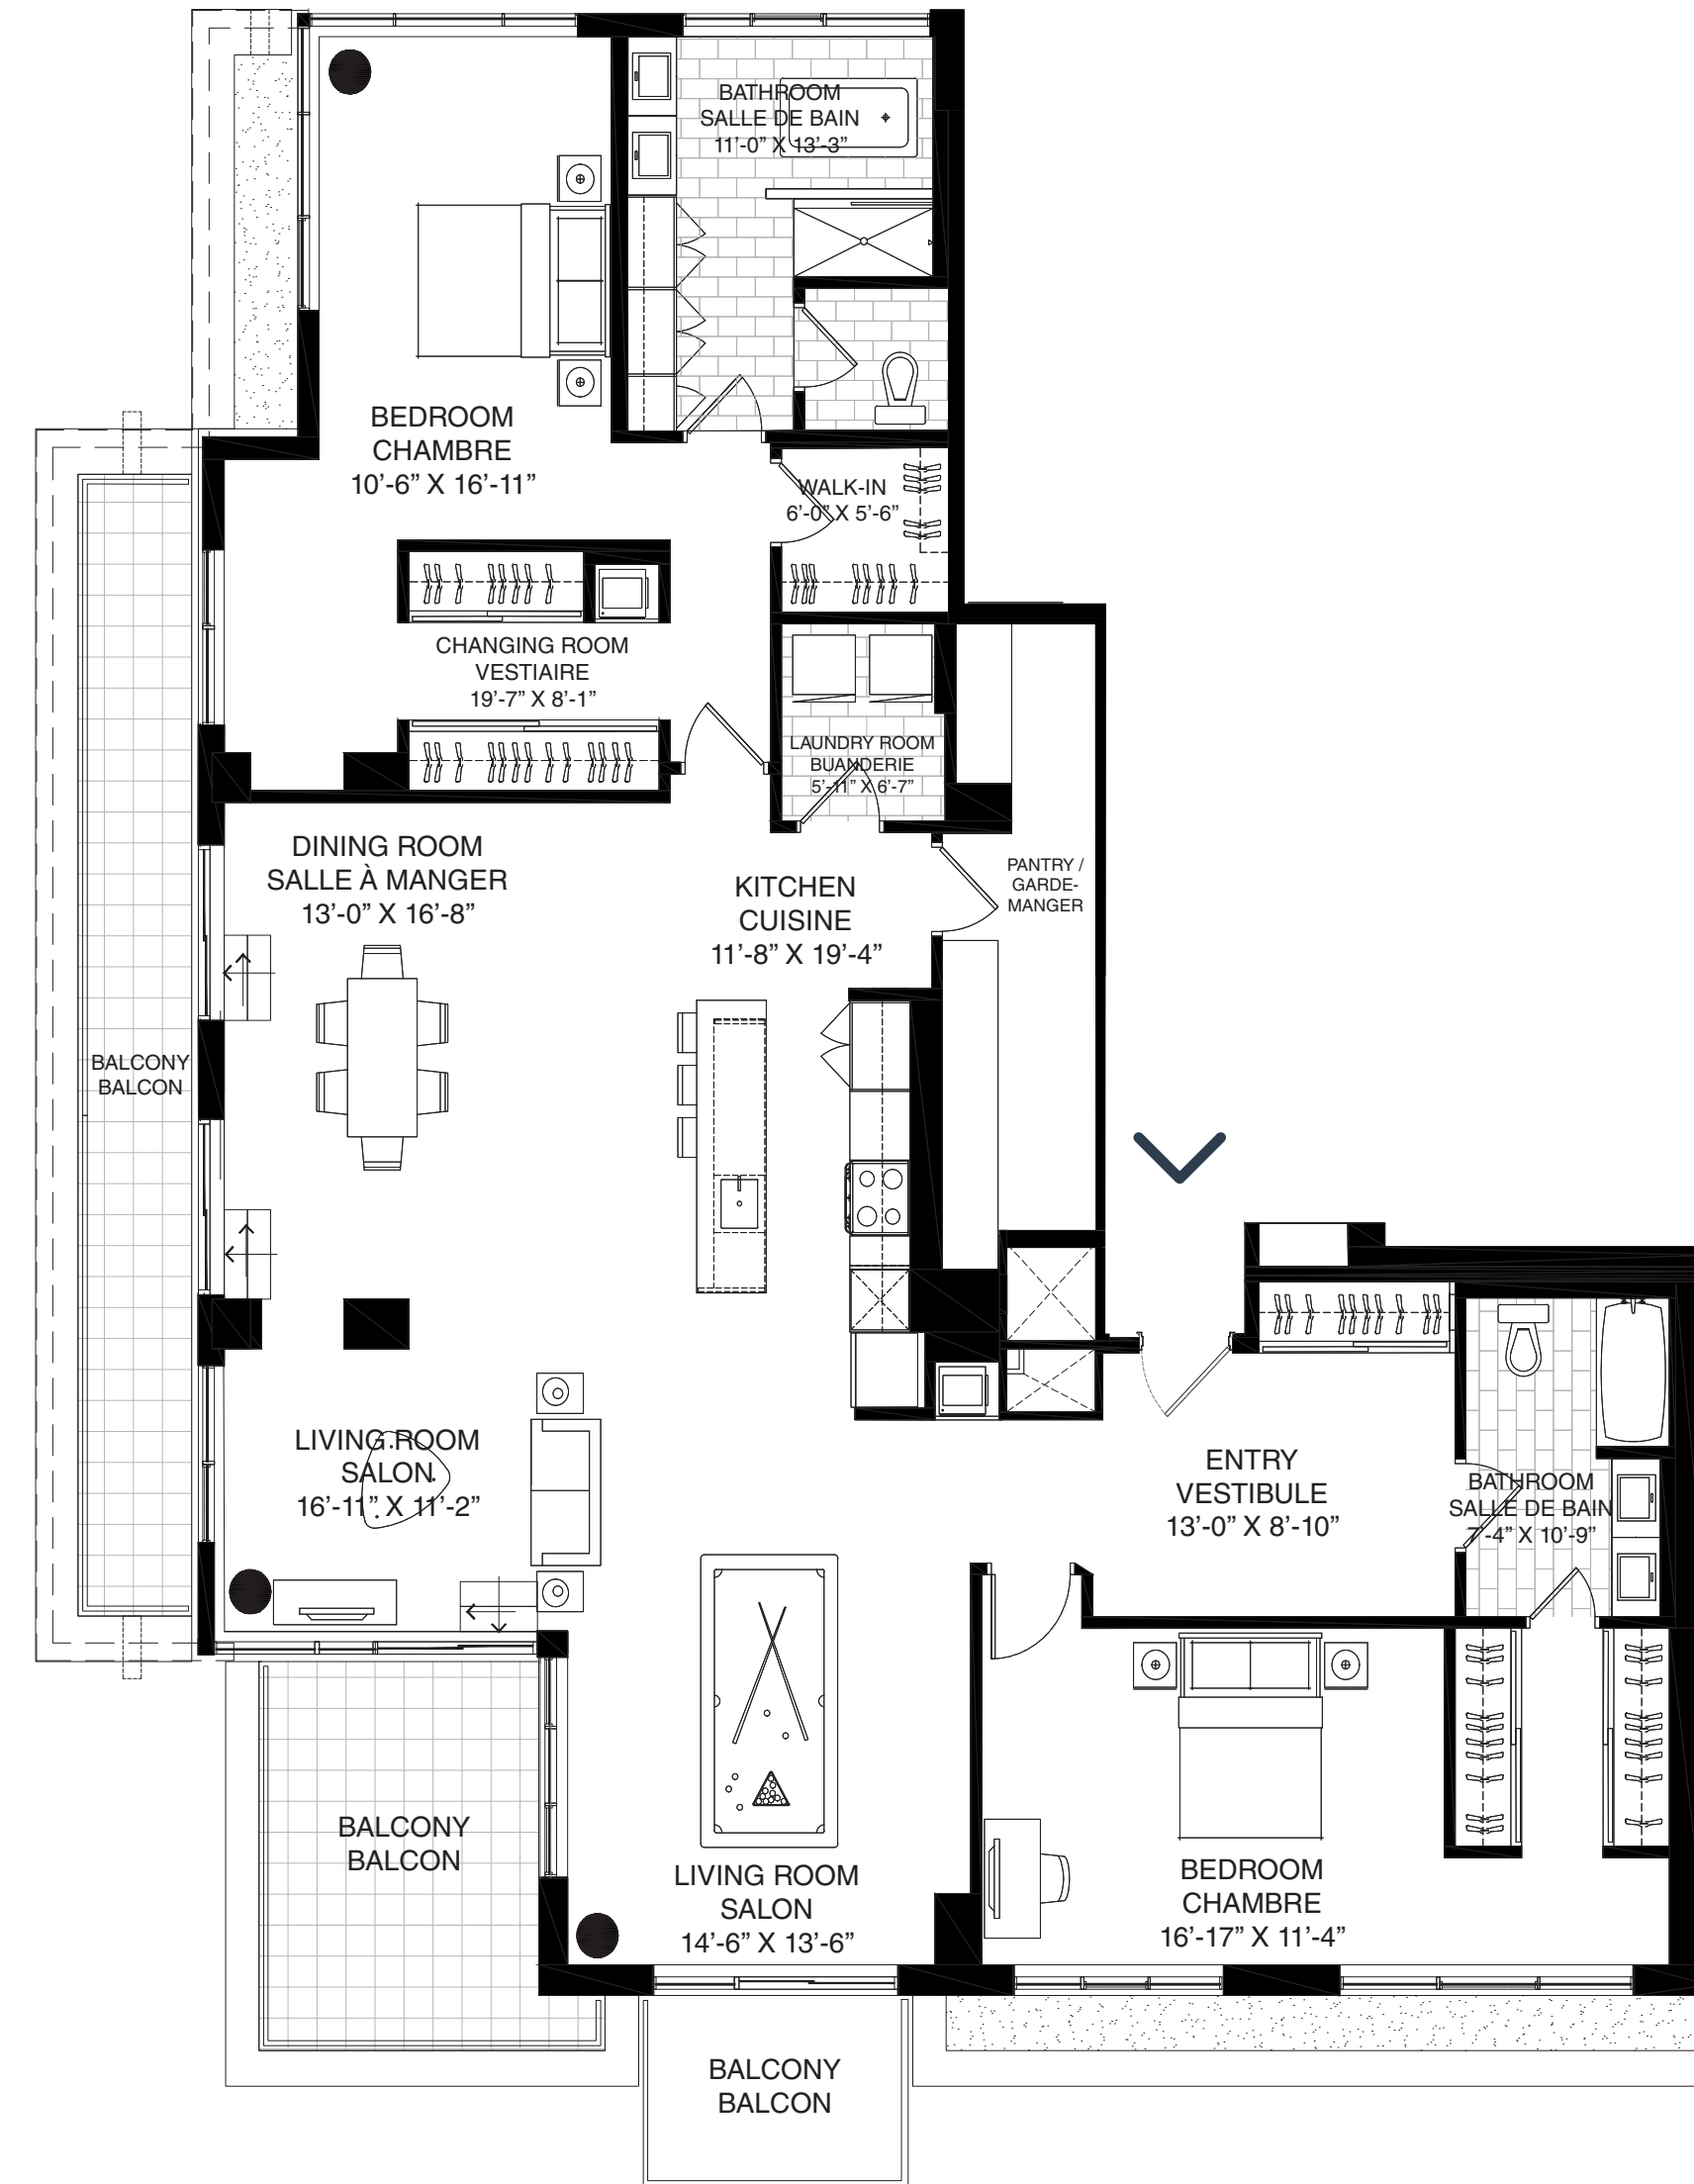 BATHROOM
SALLE DE BAIN
11’-0” X 13’-3”
BEDROOM
CHAMBRE
10’-6” X 16’-11”
WALK-IN
6’-0” X 5’-6”
CHANGING ROOM
VESTIAIRE
19’-7” X 8’-1”
LAUNDRY ROOM
BUANDERIE
5’-11” X 6’-7”
DINING ROOM
SALLE À MANGER
13’-0” X 16’-8”
KITCHEN
CUISINE
11’-8” X 19’-4”
PANTRY /
GARDE-
MANGER
BALCONY
BALCON
LIVING ROOM
SALON
16’-11” X 11’-2”
ENTRY
VESTIBULE
13’-0” X 8’-10”
BATHROOM
SALLE DE BAIN
7’-4” X 10’-9”
BALCONY
BALCON
LIVING ROOM
SALON
14’-6” X 13’-6”
BEDROOM
CHAMBRE
16’-17” X 11’-4”
BALCONY
BALCON